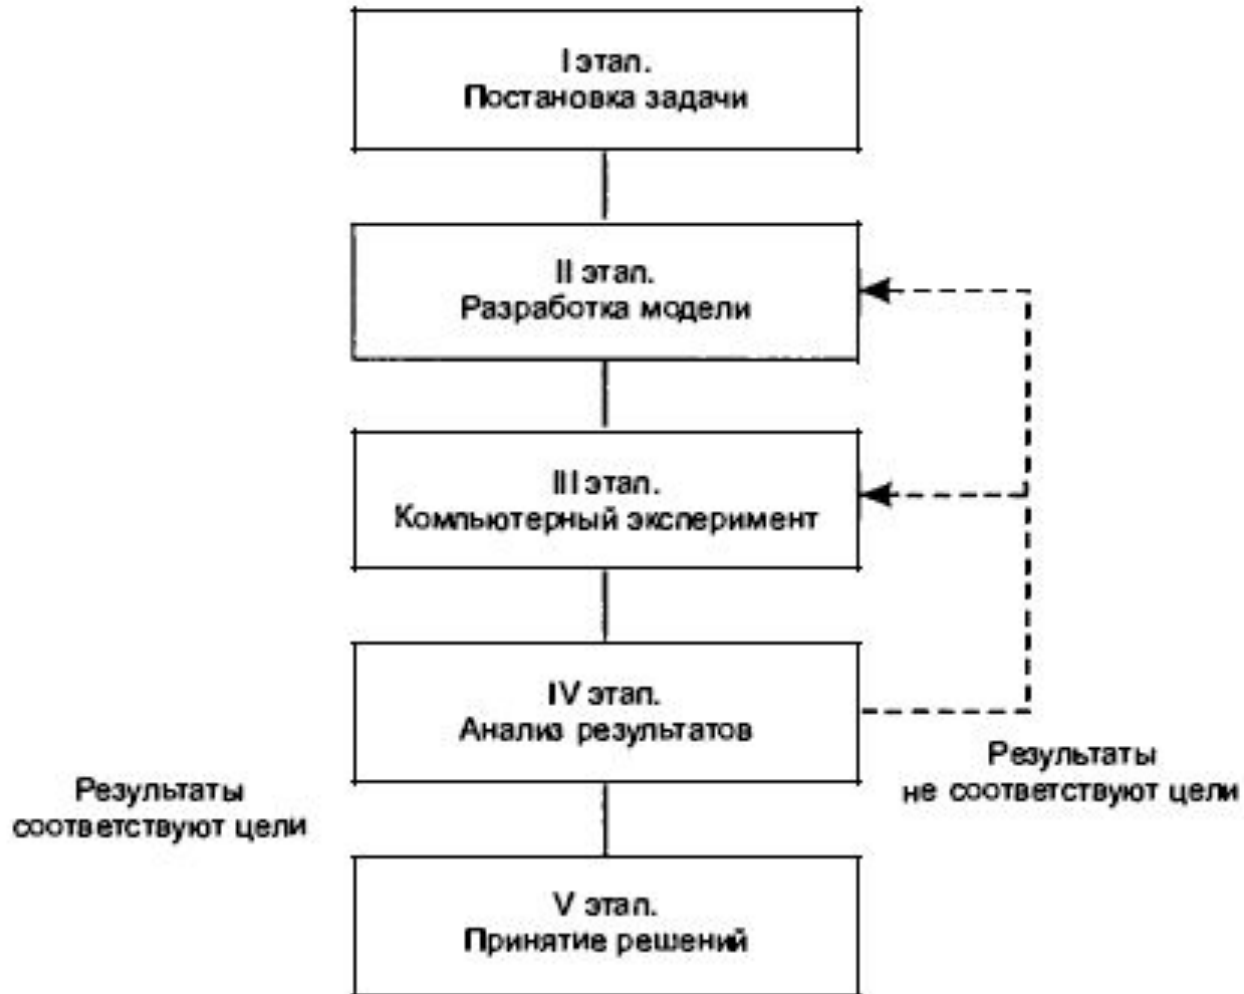 I этап.
Постановка задачи
II этап.
Разработка модели
III этап.
Компьютерный эксперимент
IV этап.
Анализ результатов
Результаты
не соответствуют цели
Результаты
соответствуют цели
V этап.
Принятие решений